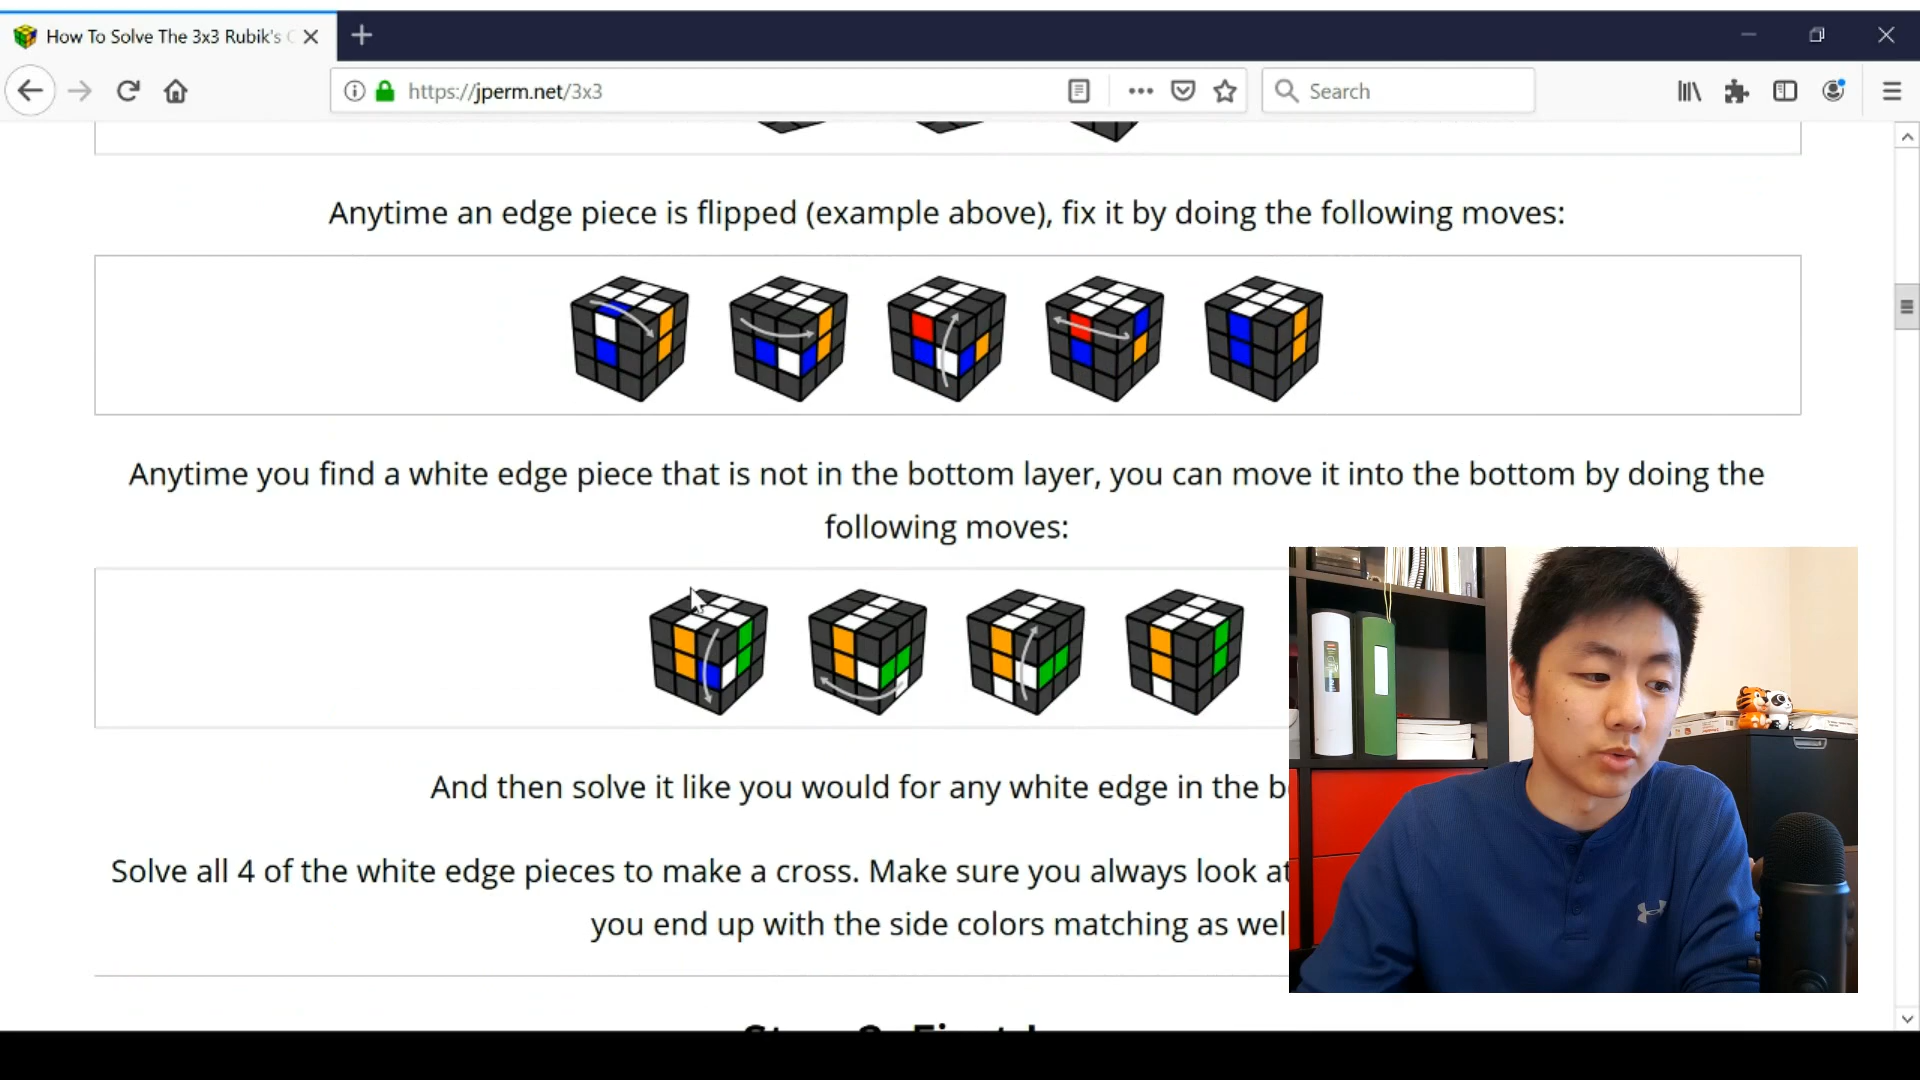 How To Solve The 3x3 Rubik's C
https://jperm.net/3x3
Search
Anytime an edge piece is flipped (example above), fix it by doing the following moves:
Anytime you find a white edge piece that is not in the bottom layer, you can move it into the bottom by doing the
following moves:
And then solve it like you would for any white edge in the b
Solve all 4 of the white edge pieces to make a cross. Make sure you always look at
you end up with the side colors matching as wel